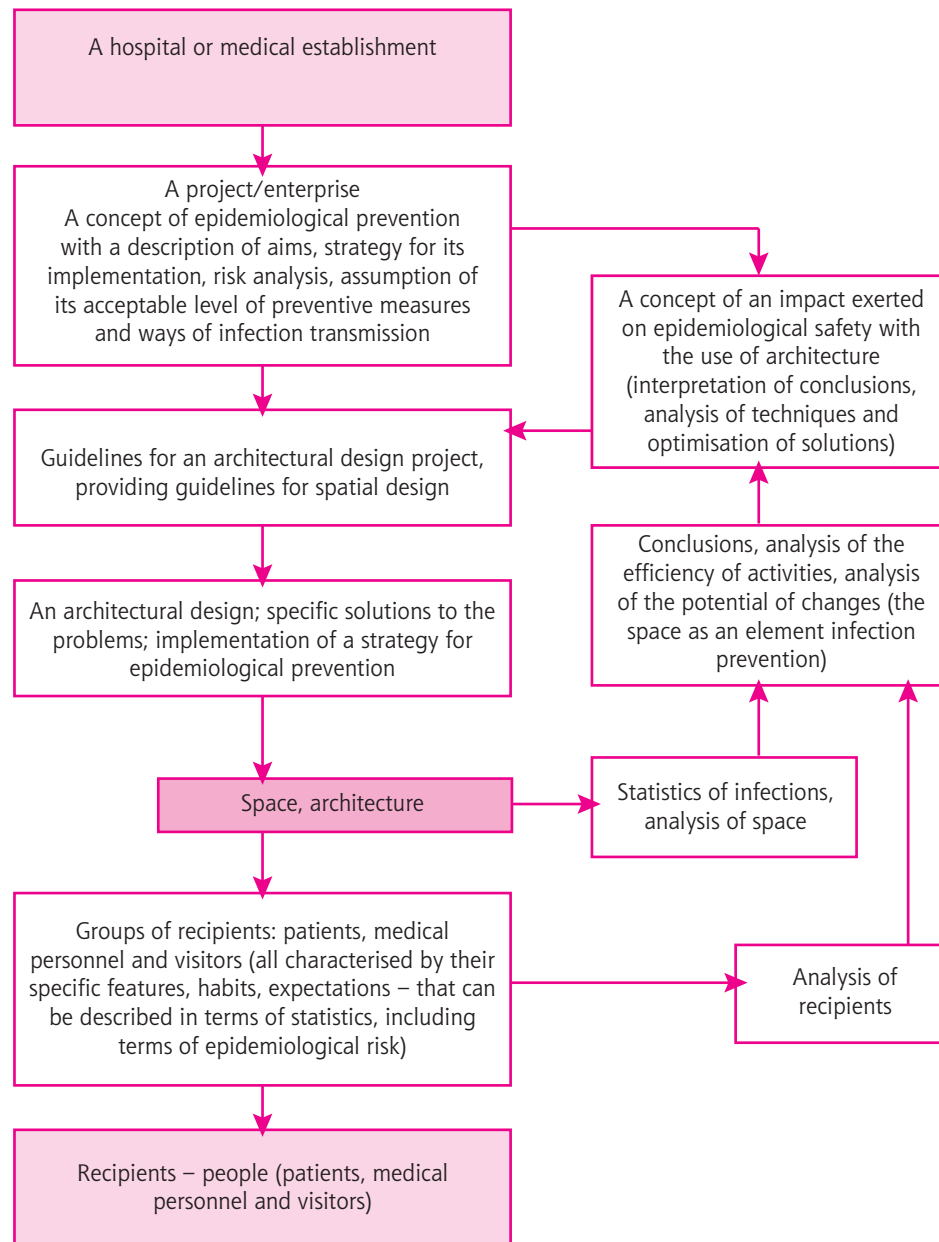 A hospital or medical establishment
A project/enterprise
A concept of epidemiological prevention
with a description of aims, strategy for its
implementation, risk analysis, assumption of
its acceptable level of preventive measures
and ways of infection transmission
A concept of an impact exerted
on epidemiological safety with
the use of architecture
(interpretation of conclusions,
analysis of techniques and
optimisation of solutions)
Guidelines for an architectural design project,
providing guidelines for spatial design
Conclusions, analysis of the
efficiency of activities, analysis
of the potential of changes (the
space as an element infection
prevention)
An architectural design; specific solutions to the
problems; implementation of a strategy for
epidemiological prevention
Space, architecture
Statistics of infections,
analysis of space
Groups of recipients: patients, medical
personnel and visitors (all characterised by their
specific features, habits, expectations – that can
be described in terms of statistics, including
terms of epidemiological risk)
Analysis of
recipients
Recipients – people (patients, medical
personnel and visitors)